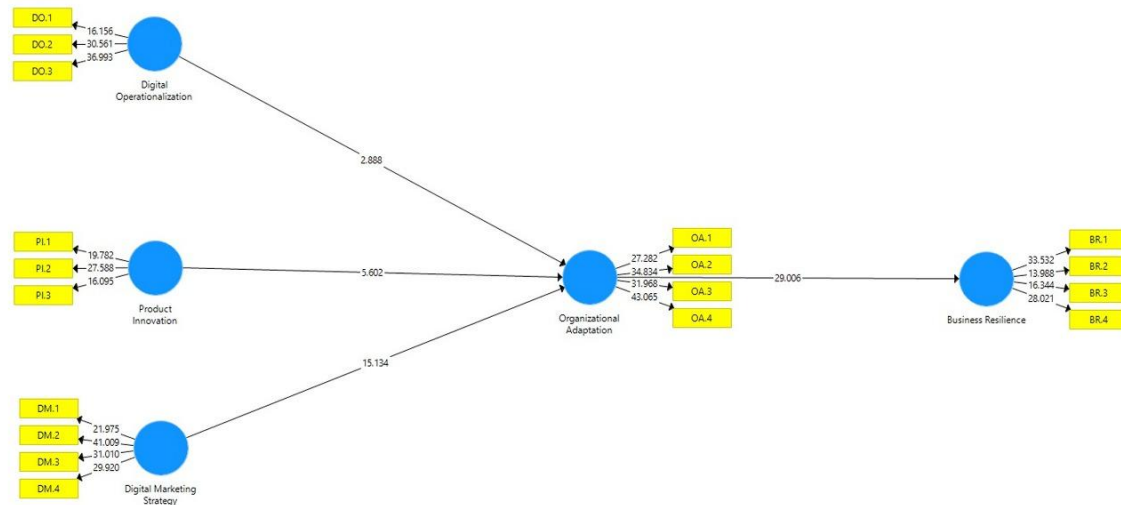 DO.1
DO.2
DO.3
16.156
30.561
36.993
Digital
Operationalization
2.888
PI.1
PI.2
PI.3
19.782
27.588
16.095
Product
Innovation
5.602
DM.1
DM.2
DM.3
DM.4
21.975
41.009
31.010
29.920
Digital Marketing
Strategy
15.134
Organizational
Adaptation
27.282
34.834
31.968
43.065
OA.1
OA.2
OA.3
OA.4
29.006
Business Resilience
33.532
13.988
16.344
28.021
BR.1
BR.2
BR.3
BR.4